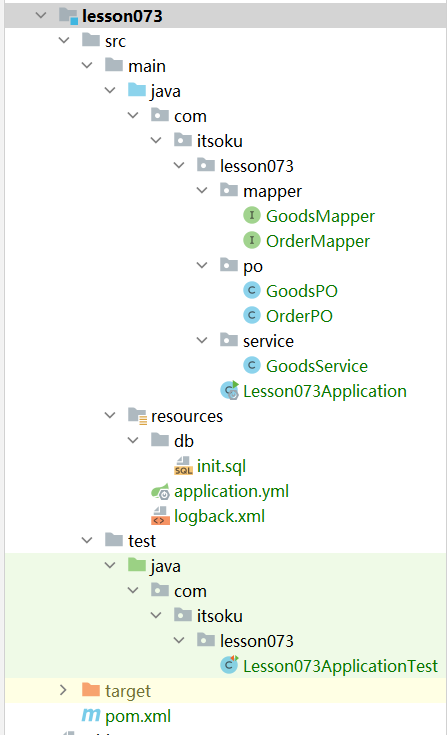 lesson073
src
main
java
com
itsoku
lesson073
mapper
I GoodsMapper
I OrderMapper
po
C GoodsPO
C OrderPO
service
C GoodsService
Lesson073Application
resources
db
SQL init.sql
application.yml
logback.xml
test
java
com
itsoku
lesson073
C Lesson073ApplicationTest
target
m pom.xml